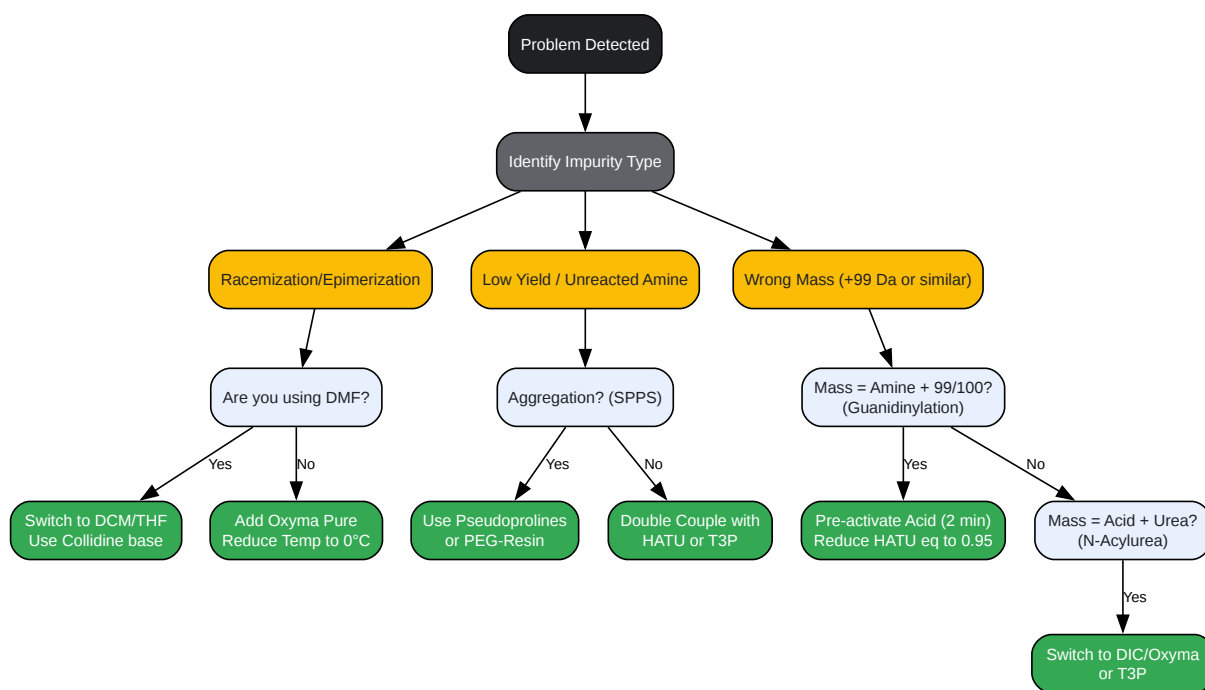 Problem Detected
Identify Impurity Type
Racemization/Epimerization
Low Yield / Unreacted Amine
Wrong Mass (+99 Da or similar)
Are you using DMF?
Aggregation? (SPPS)
Mass = Amine + 99/100?
(Guanidinylation)
Yes
No
Yes
No
Yes
No
Switch to DCM/THF
Use Collidine base
Add Oxyma Pure
Reduce Temp to 0°C
Use Pseudoprolines
or PEG-Resin
Double Couple with
HATU or T3P
Pre-activate Acid (2 min)
Reduce HATU eq to 0.95
Mass = Acid + Urea?
(N-Acylurea)
Yes
Switch to DIC/Oxyma
or T3P